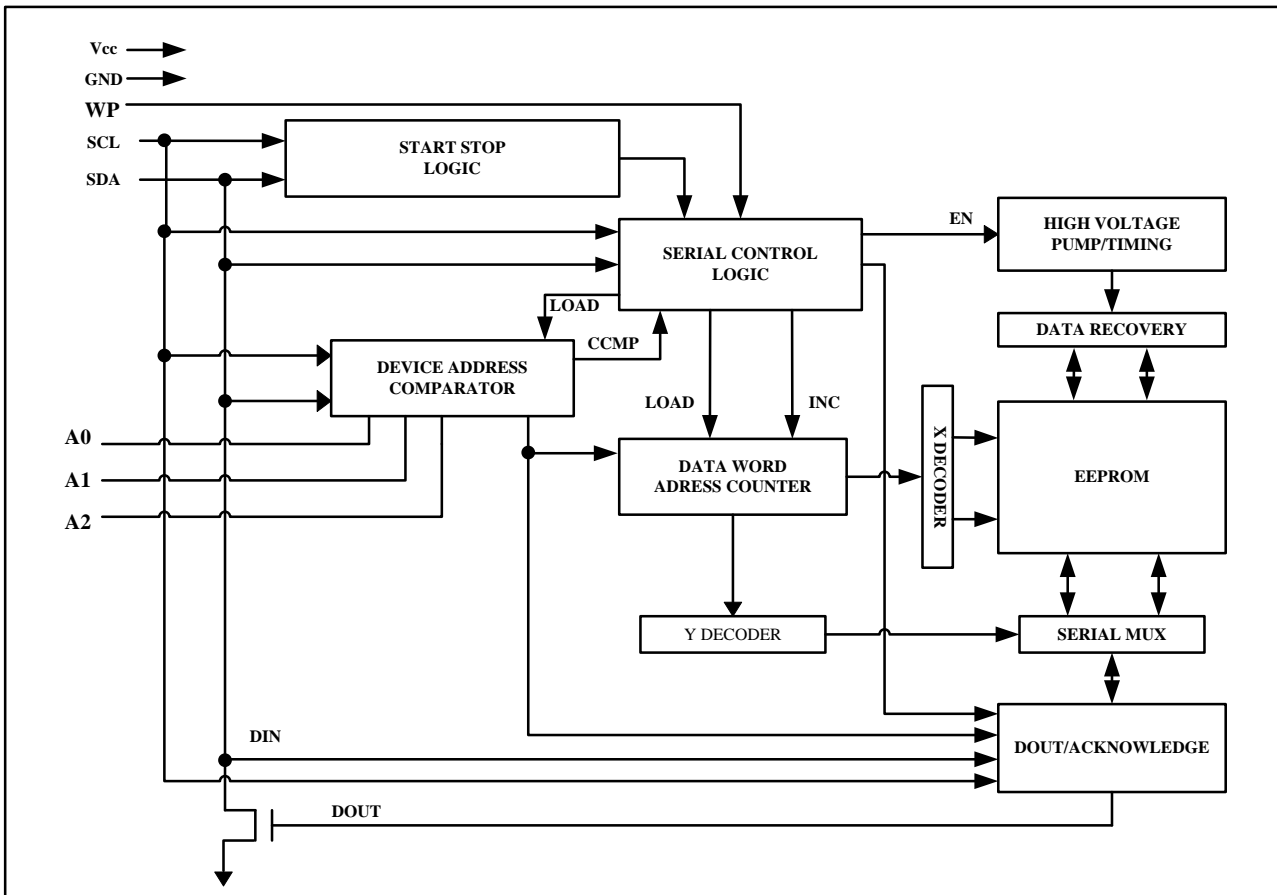 Vcc
GND
WP
SCL
SDA
START STOP
LOGIC
SERIAL CONTROL
LOGIC
EN
HIGH VOLTAGE
PUMP/TIMING
DATA RECOVERY
LOAD
CCMP
DEVICE ADDRESS
COMPARATOR
LOAD
INC
A0
A1
A2
DATA WORD
ADRESS COUNTER
X DECODER
EEPROM
Y DECODER
SERIAL MUX
DIN
DOUT/ACKNOWLEDGE
DOUT